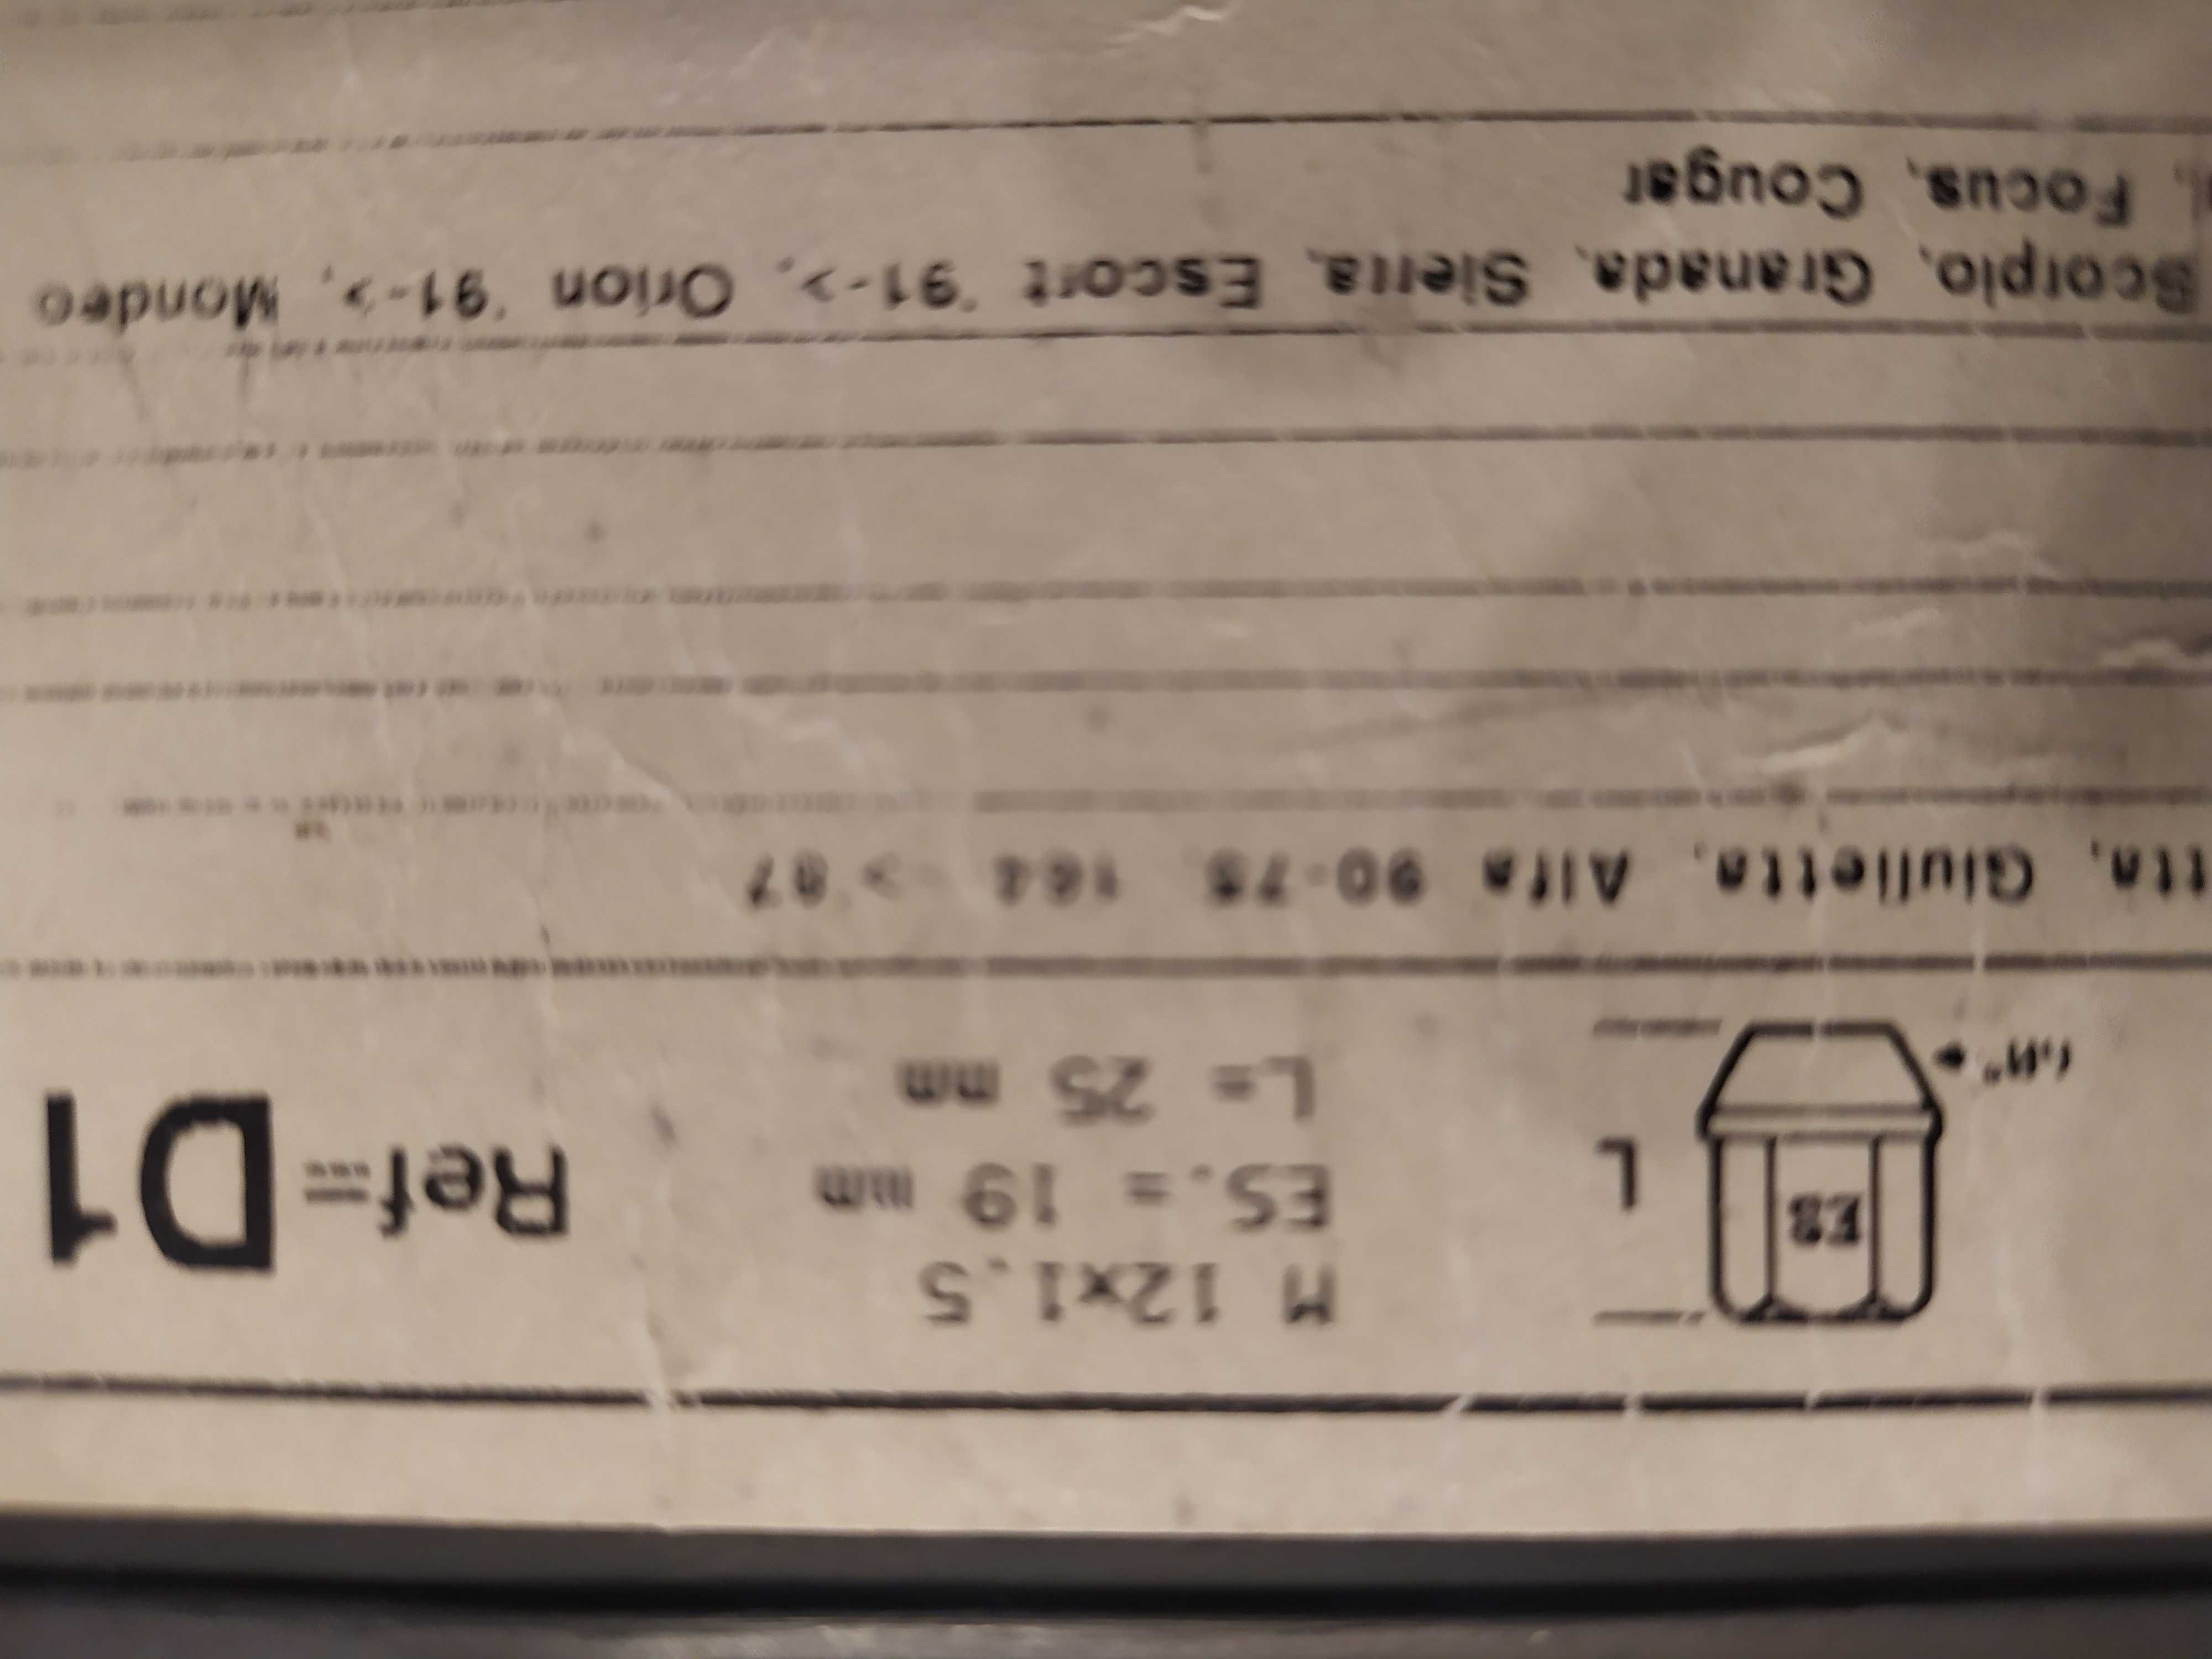 M 12x1.5
ES
ES. = 19 mm
Ref=D1
L
L= 25 mm
Giulietta, Alfa 90-75 164 -> 87
Scorpio, Granada, Sierra, Escort '91->, Orion '91->, Mondeo
, Focus, Cougar